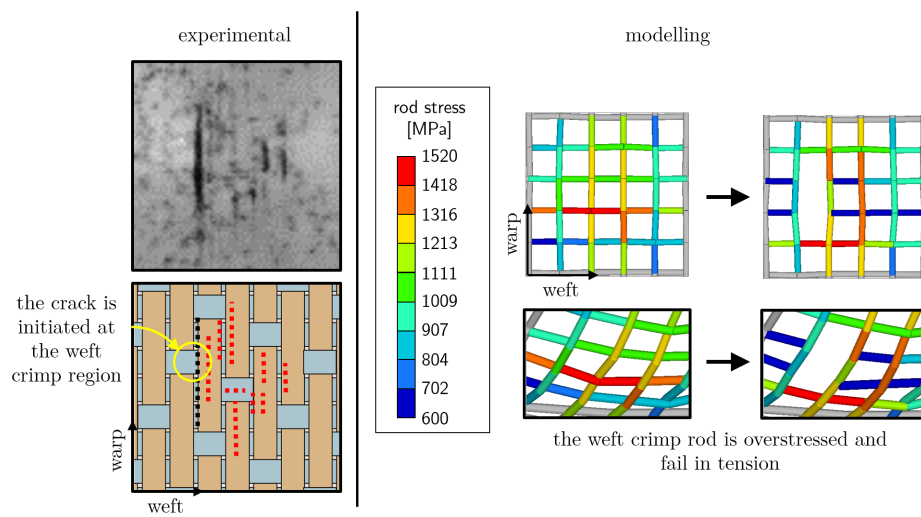 experimental
modelling
the crack is
initiated at
the weft
crimp region
warp
weft
rod stress
[MPa]
1520
1418
1316
1213
1111
1009
907
804
702
600
warp
weft
the weft crimp rod is overstressed and
fail in tension